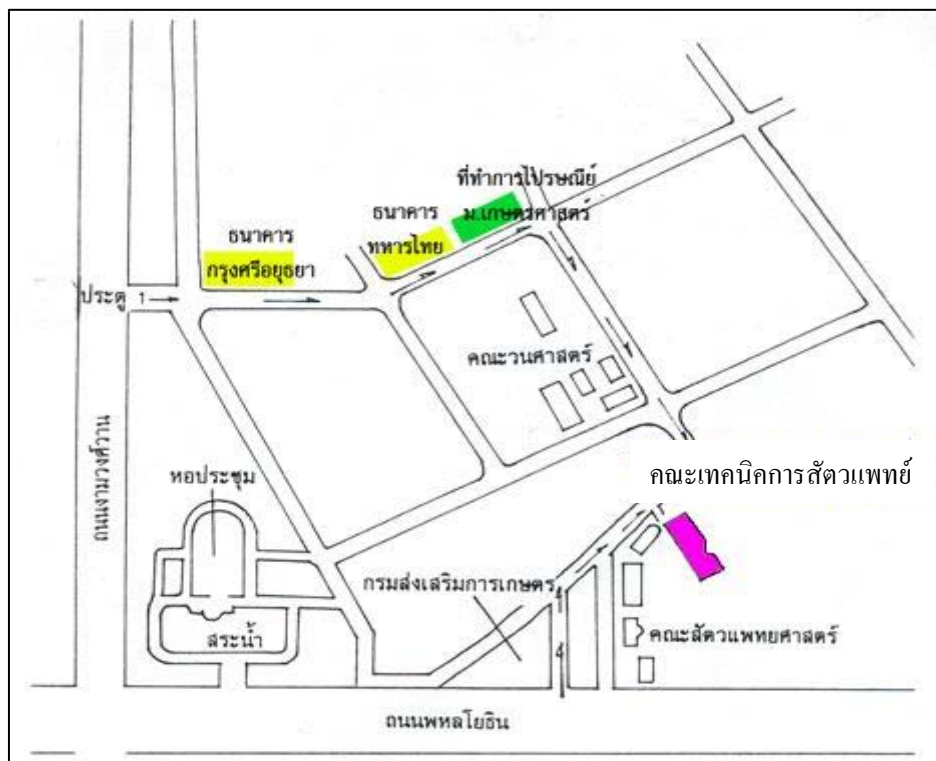 ที่ทำการไปรษณีย์
ม.เกษตรศาสตร์
ธนาคาร
ทหารไทย
ธนาคาร
กรุงศรีอยุธยา
ประตู 1
คณะวนศาสตร์
ถนนงามวงศ์วาน
หอประชุม
คณะเทคนิคการสัตวแพทย์
กรมส่งเสริมการเกษตร
สระน้ำ
4
คณะสัตวแพทยศาสตร์
ถนนพหลโยธิน